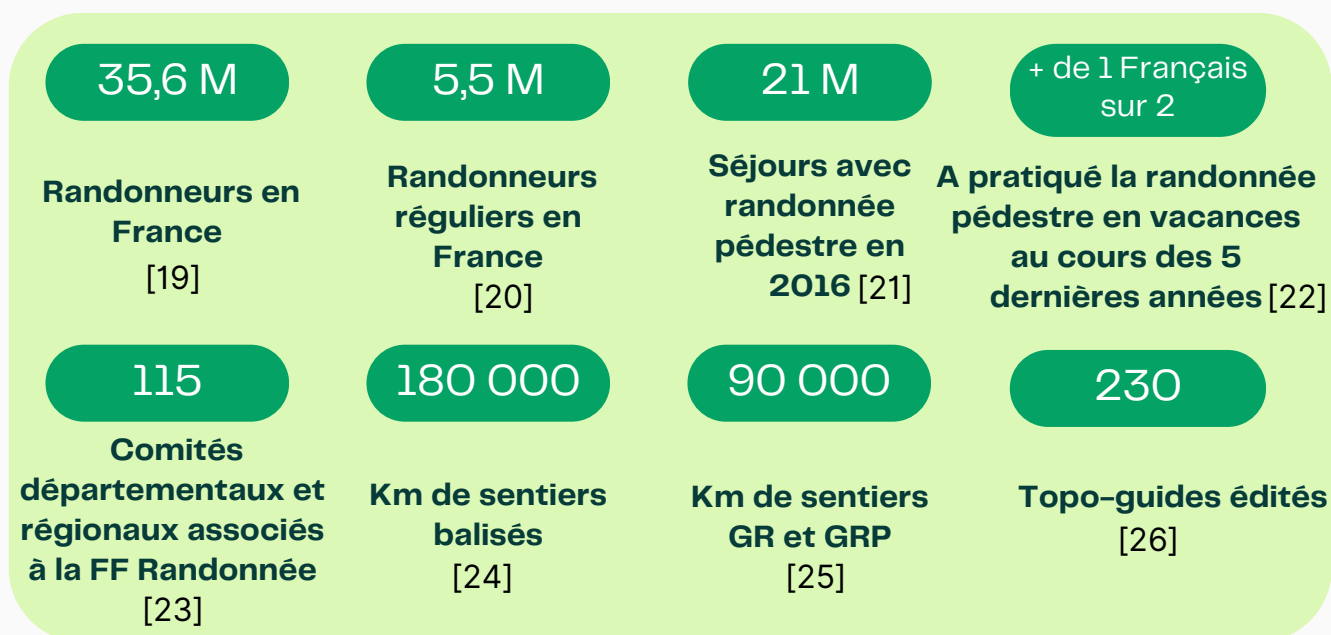 35,6 M
Randonneurs en
France
[19]
5,5 M
Randonneurs
réguliers en
France
[20]
21 M
Séjours avec
randonnée
pédestre en
2016 [21]
+ de 1 Français
sur 2
A pratiqué la randonnée
pédestre en vacances
au cours des 5
dernières années [22]
115
Comités
départementaux et
régionaux associés
à la FF Randonnée
[23]
180 000
Km de sentiers
balisés
[24]
90 000
Km de sentiers
GR et GRP
[25]
230
Topo-guides édités
[26]